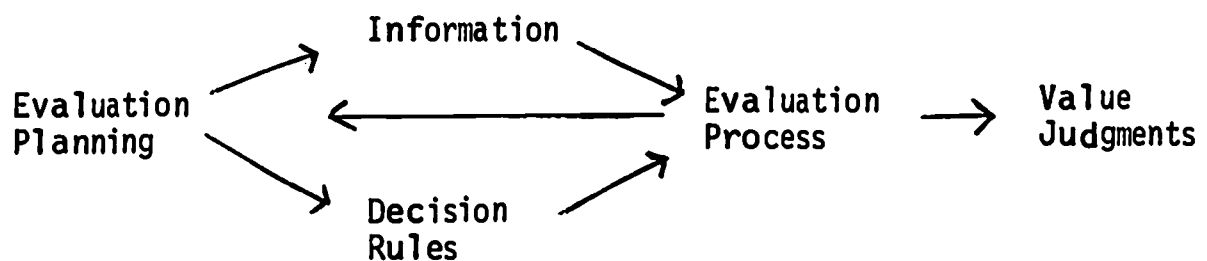 Information
Evaluation
Planning
Evaluation
Process
Value
Judgments
Decision
Rules